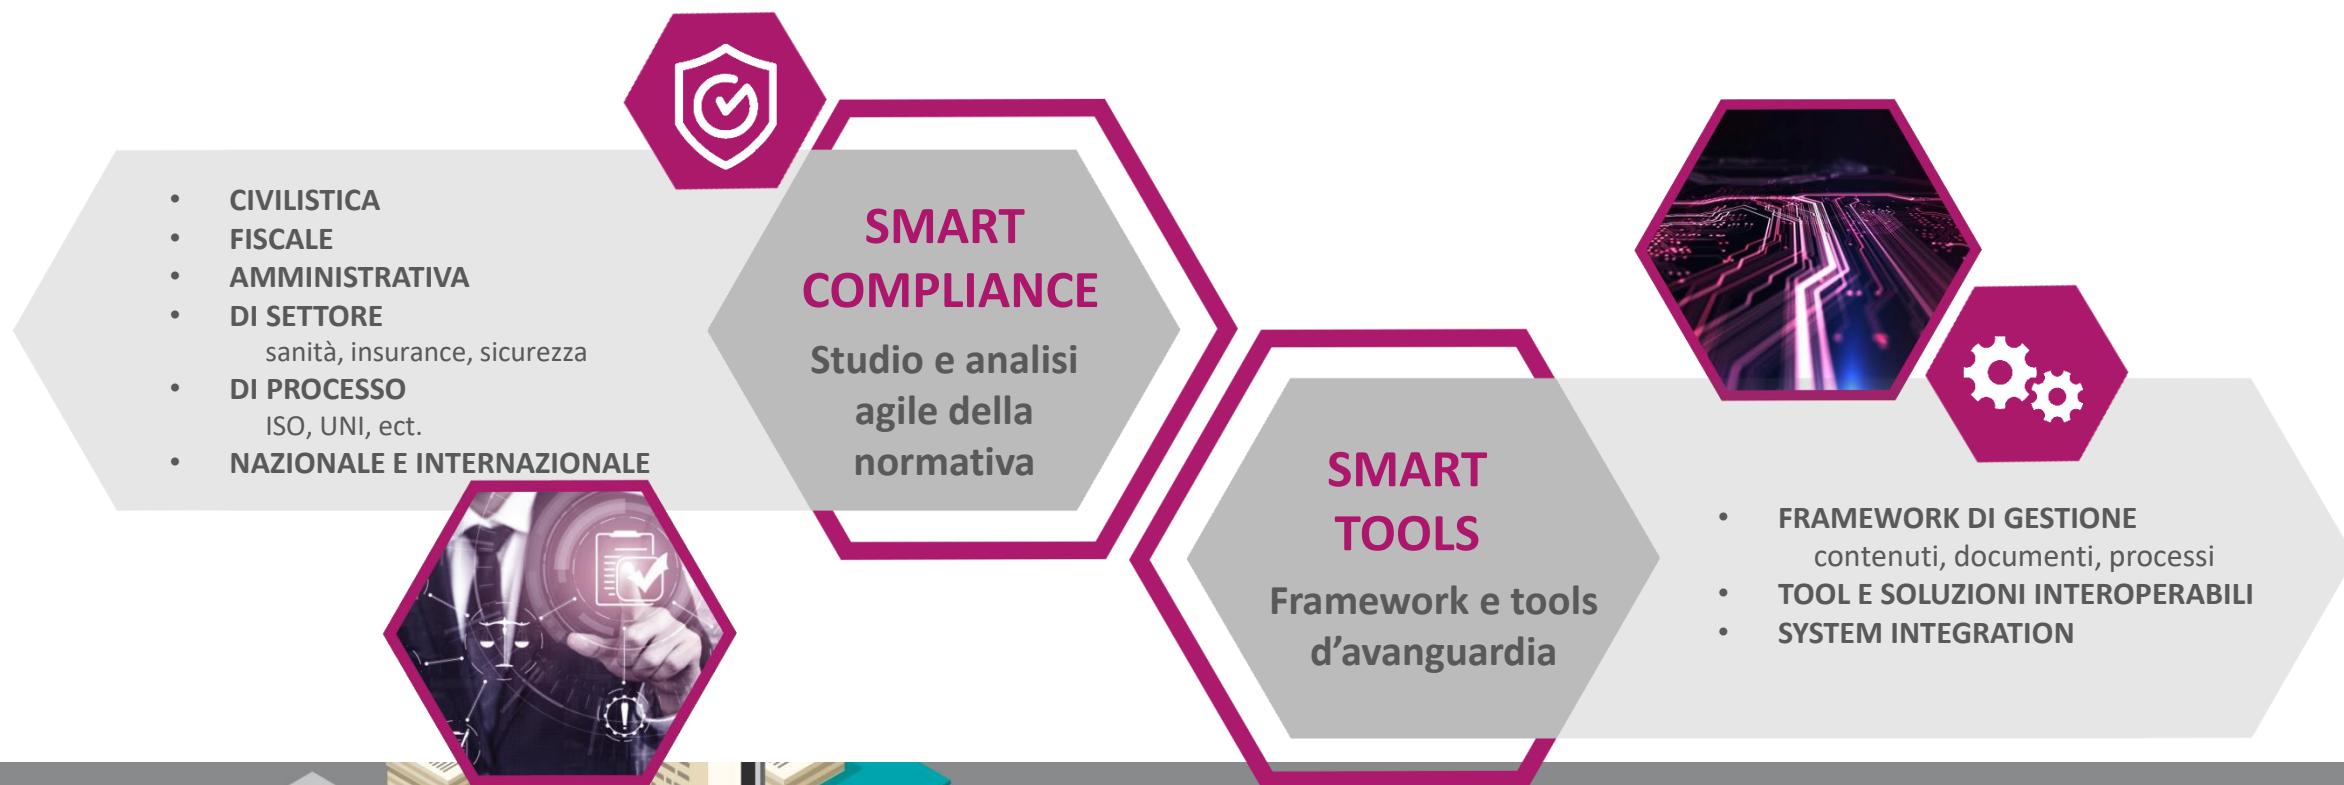 • CIVILISTICA
• FISCALE
• AMMINISTRATIVA
• DI SETTORE
sanità, insurance, sicurezza
• DI PROCESSO
ISO, UNI, ect.
• NAZIONALE E INTERNAZIONALE
SMART
COMPLIANCE
Studio e analisi
agile della
normativa
SMART
TOOLS
Framework e tools
d’avanguardia
• FRAMEWORK DI GESTIONE
contenuti, documenti, processi
• TOOL E SOLUZIONI INTEROPERABILI
• SYSTEM INTEGRATION